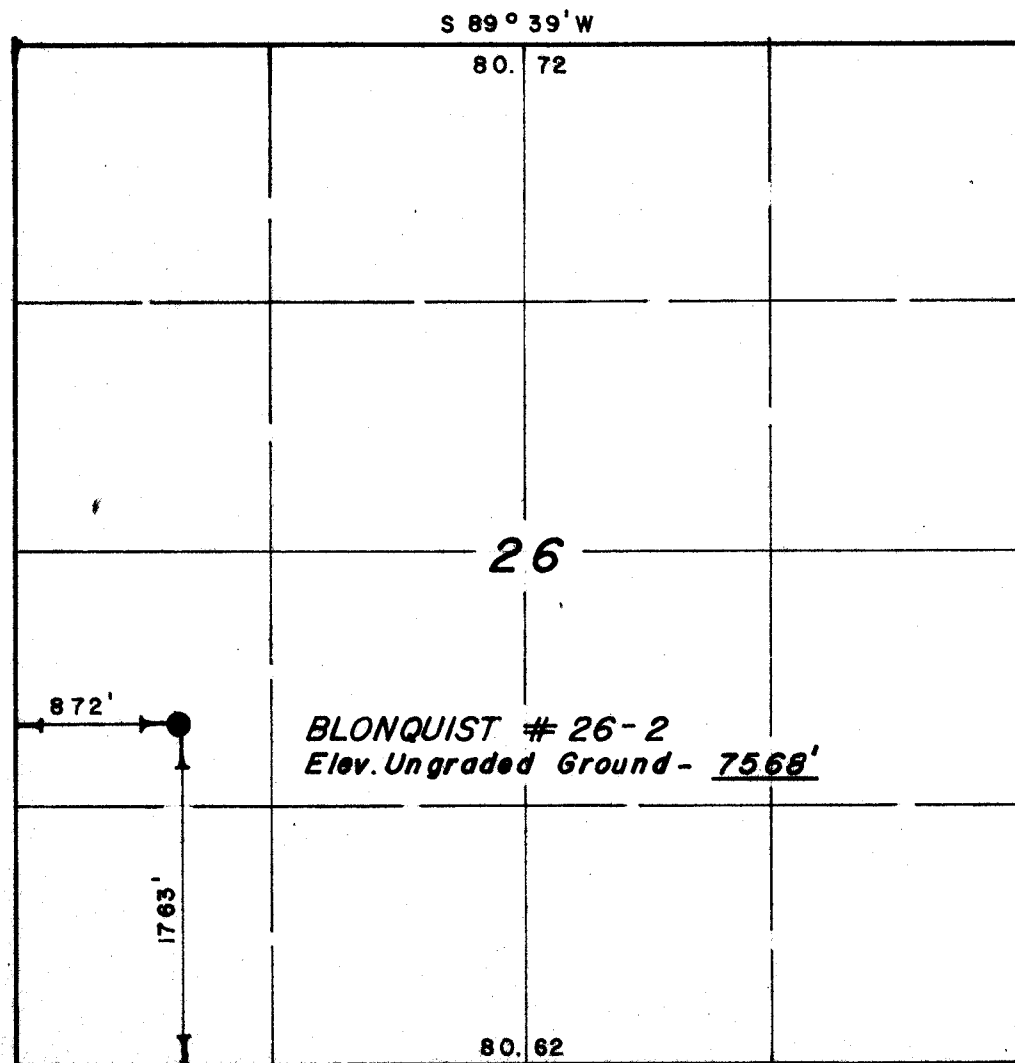 S 89° 39' W
80.72
26
872'
BLONQUIST # 26-2
Elev. Ungraded Ground - 7568'
1763'
80.62